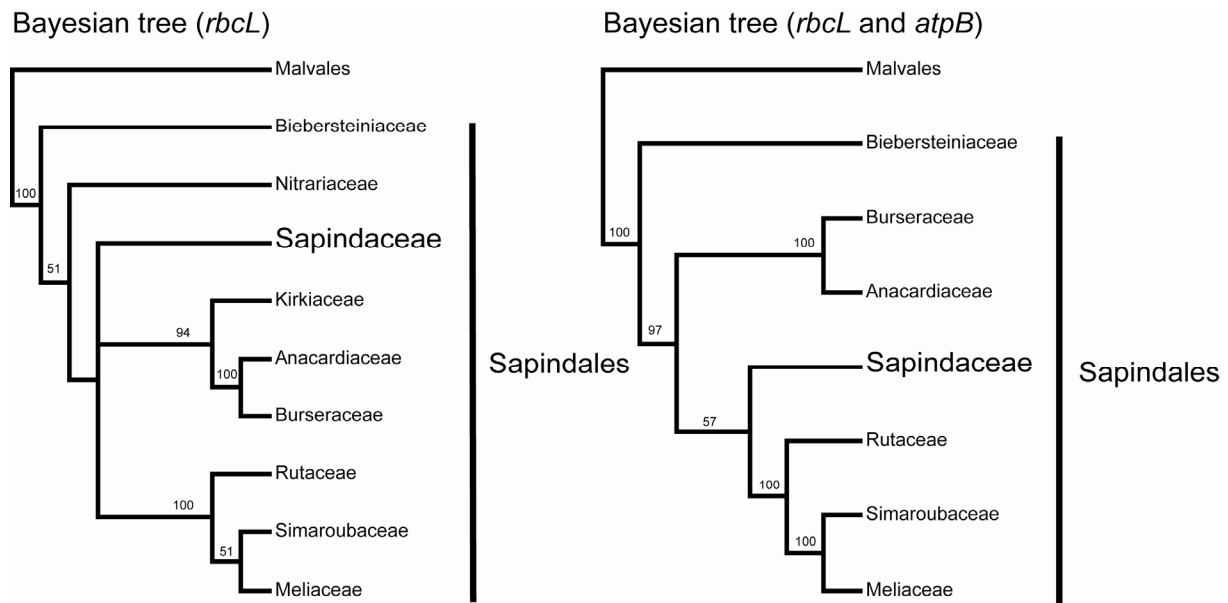 Bayesian tree (rbcL)
Malvales
Biebersteiniaceae
100
Nitrariaceae
Sapindaceae
51
Kirkiaceae
94
Anacardiaceae
100
Sapindales
Burseraceae
Rutaceae
100
Simaroubaceae
51
Meliaceae
Bayesian tree (rbcL and atpB)
Malvales
Biebersteiniaceae
Burseraceae
100
100
Anacardiaceae
97
Sapindaceae
Sapindales
57
Rutaceae
100
Simaroubaceae
100
Meliaceae